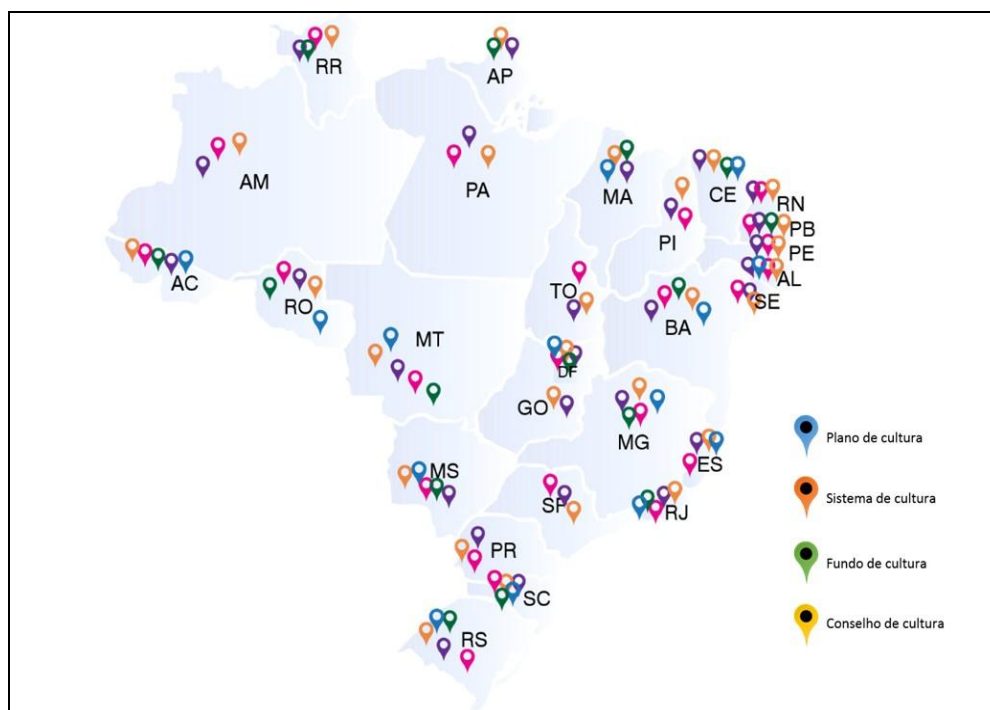 RR
AP
AM
PA
MA
CE
RN
PB
PE
AL
SE
PI
AC
RO
TO
BA
MT
DF
GO
MG
ES
MS
SP
RJ
PR
SC
RS
Plano de cultura
Sistema de cultura
Fundo de cultura
Conselho de cultura